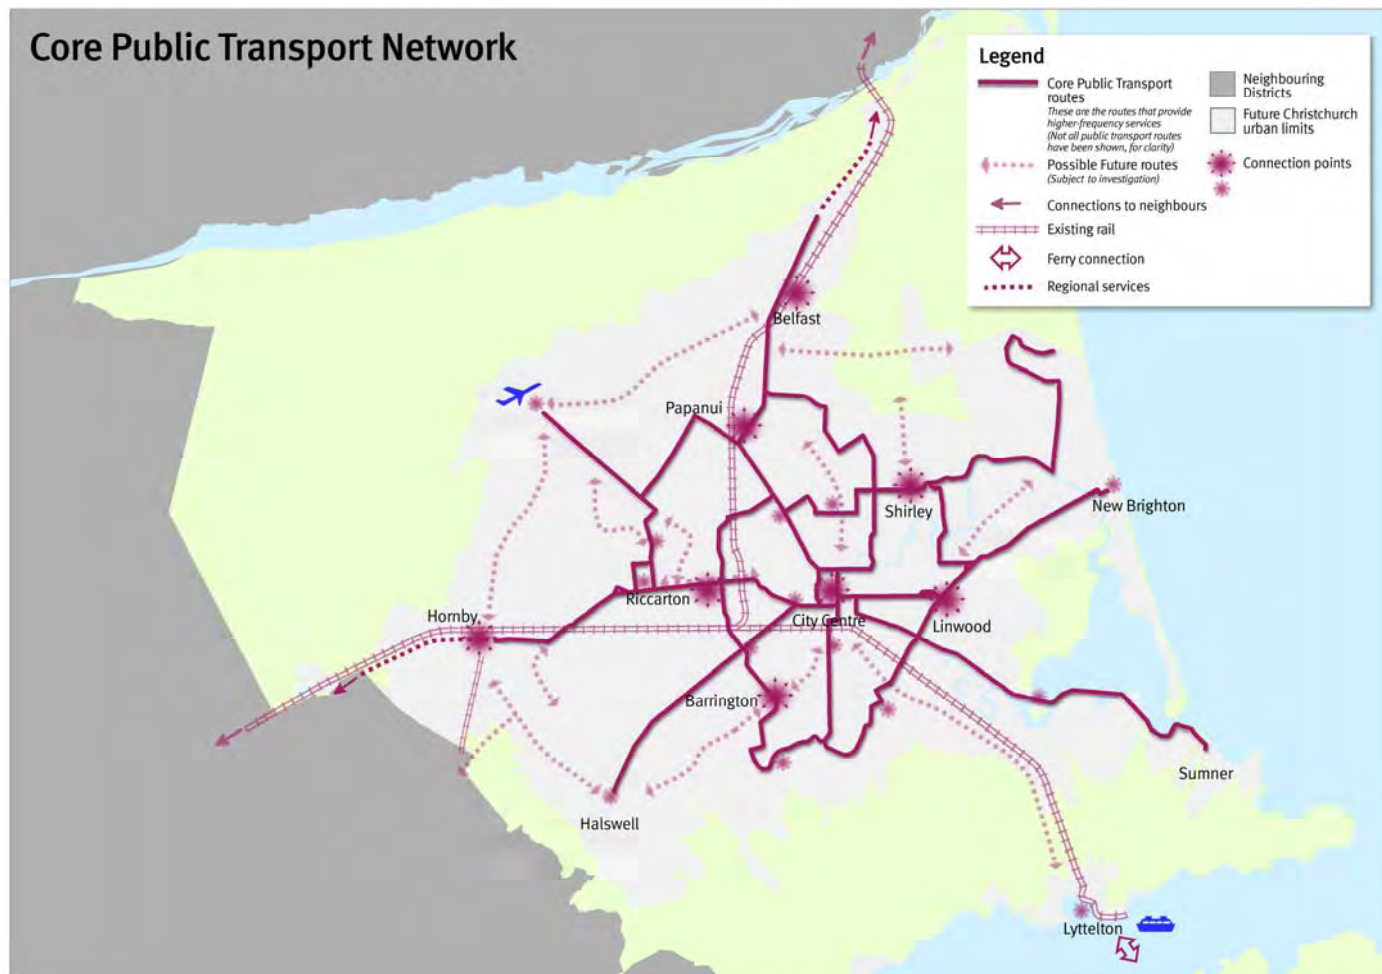 Core Public Transport Network
Legend
Core Public Transport
routes
These are the routes that provide
higher-frequency services
(Not all public transport routes
have been shown, for clarity)
Possible Future routes
(Subject to investigation)
Connections to neighbours
Existing rail
Ferry connection
Regional services
Neighbouring
Districts
Future Christchurch
urban limits
Connection points
Belfast
Papanui
Shirley
New Brighton
Riccarton
Hornby
City Centre
Linwood
Barrington
Sumner
Halswell
Lyttelton